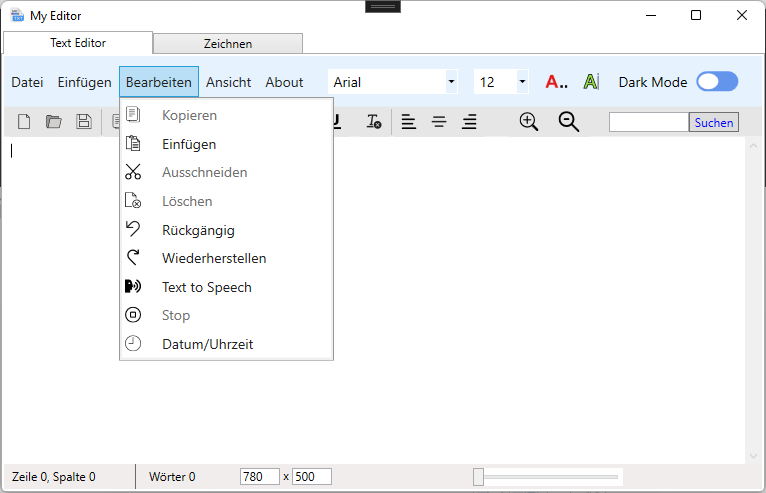 My Editor
Text Editor Zeichnen
Datei Einfügen Bearbeiten Ansicht About Arial 12 A.. A Dark Mode
Suchen
Kopieren
Einfügen
Ausschneiden
Löschen
Rückgängig
Wiederherstellen
Text to Speech
Stop
Datum/Uhrzeit
Zeile 0, Spalte 0 Wörter 0 780 x 500